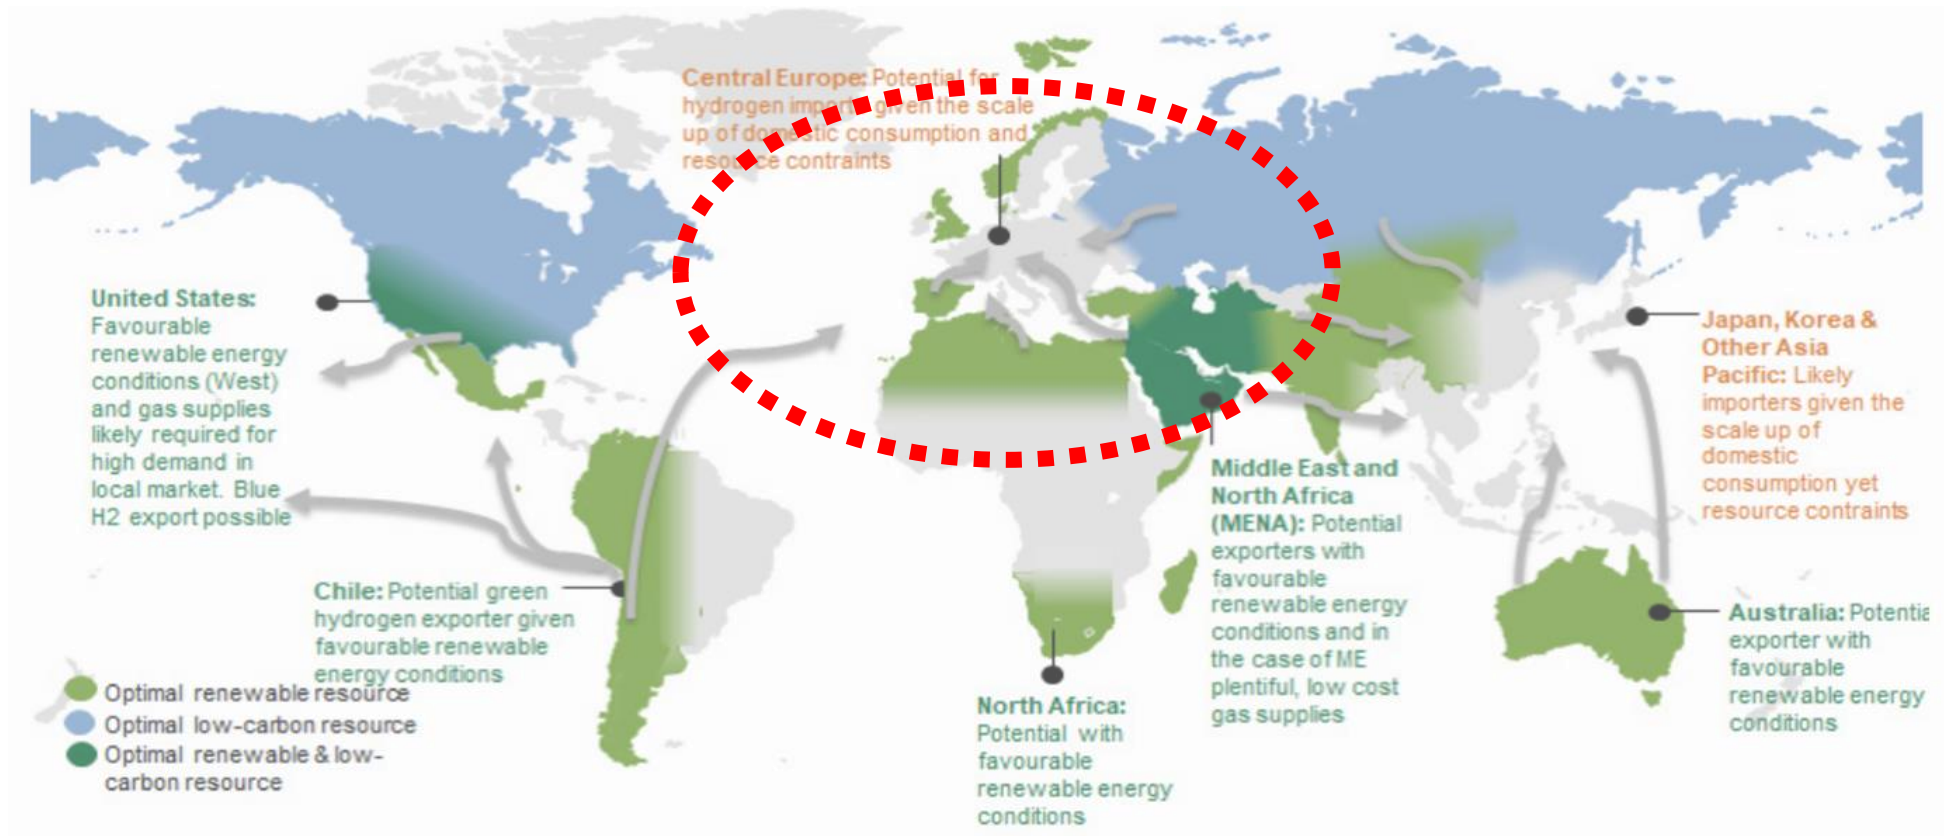 Central Europe: Potential for
hydrogen imports given the scale
up of domestic consumption and
resource contraints
United States:
Favourable
renewable energy
conditions (West)
and gas supplies
likely required for
high demand in
local market. Blue
H2 export possible
Japan, Korea &
Other Asia
Pacific: Likely
importers given the
scale up of
domestic
consumption yet
resource contraints
Middle East and
North Africa
(MENA): Potential
exporters with
favourable
renewable energy
conditions and in
the case of ME
plentiful, low cost
gas supplies
Chile: Potential green
hydrogen exporter given
favourable renewable
energy conditions
Australia: Potentia
exporter with
favourable
renewable energy
conditions
North Africa:
Potential with
favourable
renewable energy
conditions
Optimal renewable resource
Optimal low-carbon resource
Optimal renewable & low-
carbon resource